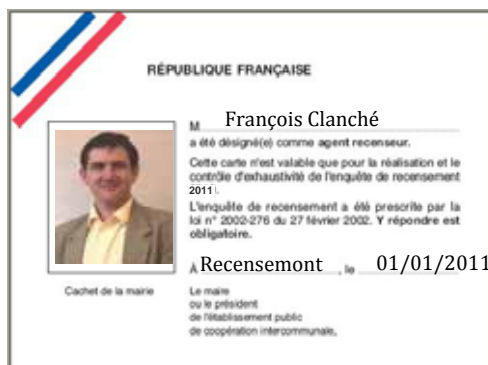 RÉPUBLIQUE FRANÇAISE
M François Clanché
a été désigné(e) comme agent recenseur.
Cette carte n'est valable que pour la réalisation et le
contrôle d'exhaustivité de l'enquête de recensement
2011
L'enquête de recensement a été prescrite par la
loi n° 2002-276 du 27 février 2002. Y répondre est
obligatoire.
À Recensemont, le 01/01/2011
Cachet de la mairie
Le maire
ou le président
de l'établissement public
de coopération intercommunale,